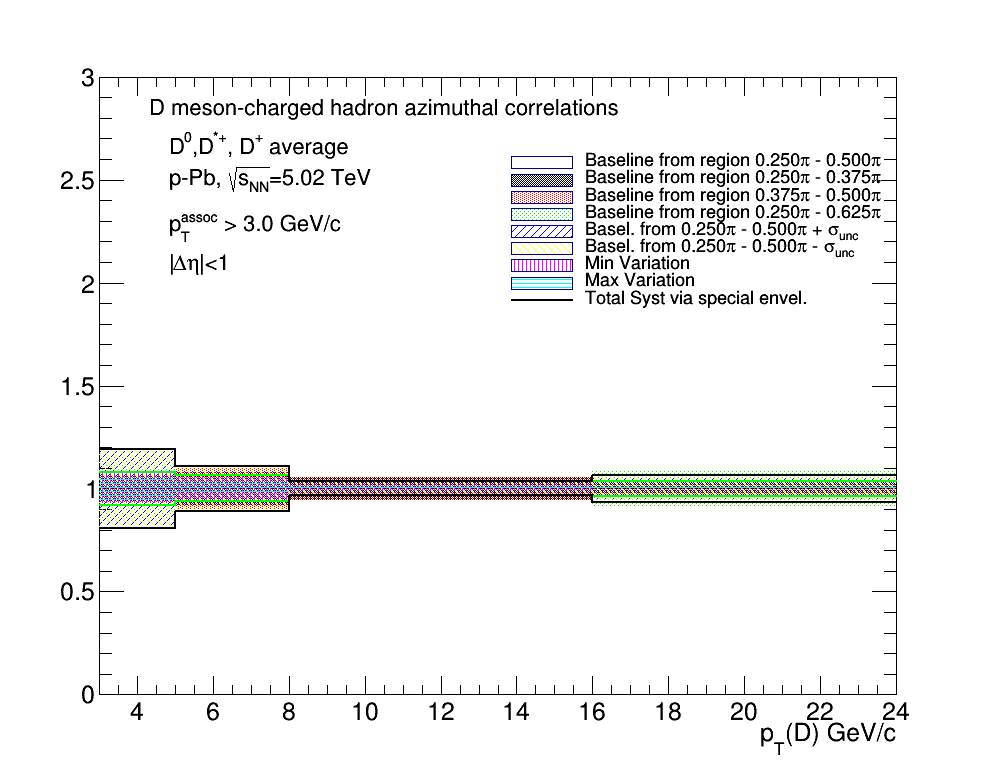 D meson-charged hadron azimuthal correlations
D⁰,D*⁺, D⁺ average
p-Pb, √s_NN=5.02 TeV
p_T^assoc > 3.0 GeV/c
|Δη|<1
Baseline from region 0.250π - 0.500π
Baseline from region 0.250π - 0.375π
Baseline from region 0.375π - 0.500π
Baseline from region 0.250π - 0.625π
Basel. from 0.250π - 0.500π + σ_unc
Basel. from 0.250π - 0.500π - σ_unc
Min Variation
Max Variation
Total Syst via special envel.
3
2.5
2
1.5
1
0.5
0
4 6 8 10 12 14 16 18 20 22 24
p_T(D) GeV/c